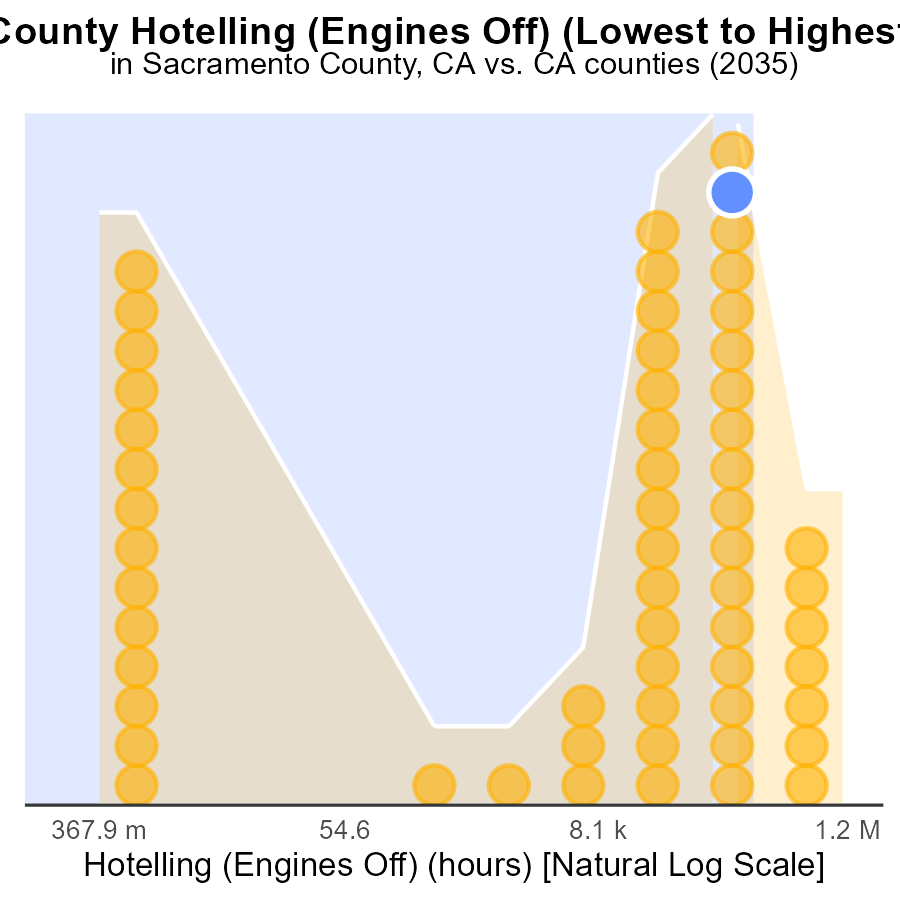 County Hotelling (Engines Off) (Lowest to Highest
in Sacramento County, CA vs. CA counties (2035)
367.9 m 54.6 8.1 k 1.2 M
Hotelling (Engines Off) (hours) [Natural Log Scale]